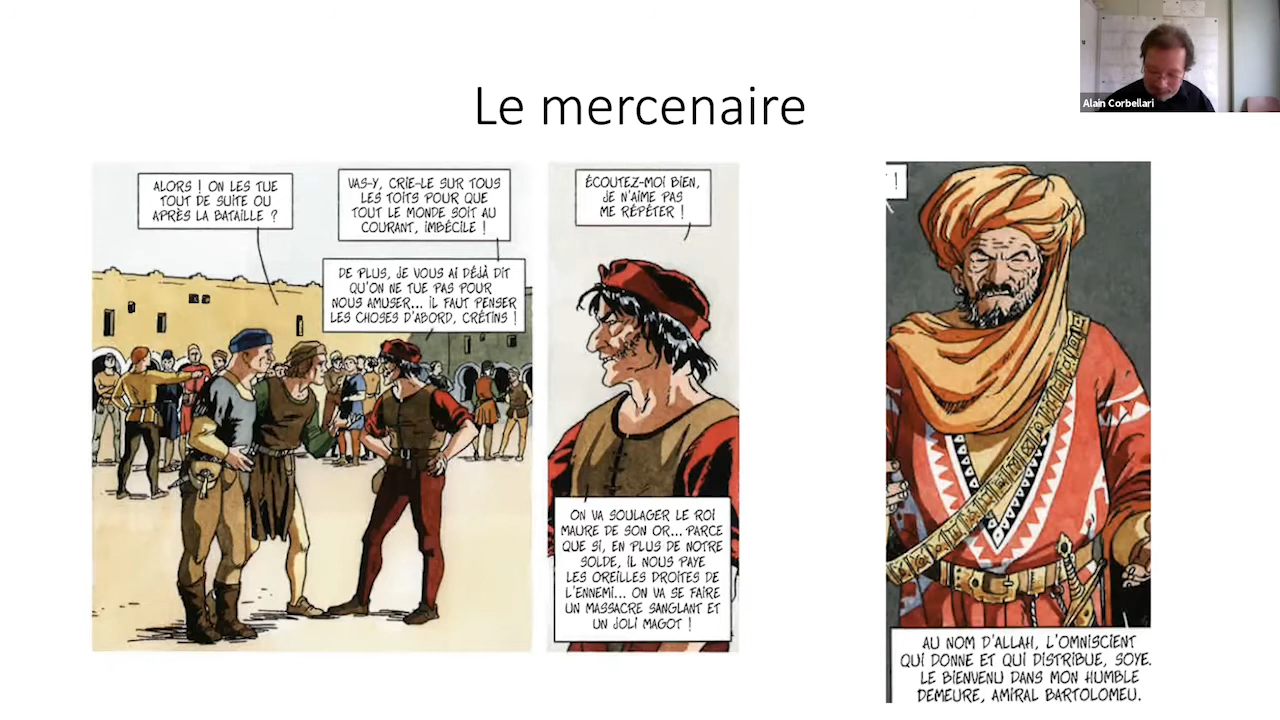 Le mercenaire
Alain Corbellari
ALORS ! ON LES TUE
TOUT DE SUITE OU
APRÈS LA BATAILLE ?
VAS-Y, CRIE-LE SUR TOUS
LES TOITS POUR QUE
TOUT LE MONDE SOIT AU
COURANT, IMBÉCILE !
DE PLUS, JE VOUS AI DÉJÀ DIT
QU'ON NE TUE PAS POUR
NOUS AMUSER... IL FAUT PENSER
LES CHOSES D'ABORD, CRÉTINS !
ÉCOUTEZ-MOI BIEN,
JE N'AIME PAS
ME RÉPÉTER !
ON VA SOULAGER LE ROI
MAURE DE SON OR... PARCE
QUE SI, EN PLUS DE NOTRE
SOLDE, IL NOUS PAYE
LES OREILLES DROITES DE
L'ENNEMI... ON VA SE FAIRE
UN MASSACRE SANGLANT ET
UN JOLI MAGOT !
!
AU NOM D'ALLAH, L'OMNISCIENT
QUI DONNE ET QUI DISTRIBUE, SOYE.
LE BIENVENU DANS MON HUMBLE
DEMEURE, AMIRAL BARTOLOMEU.